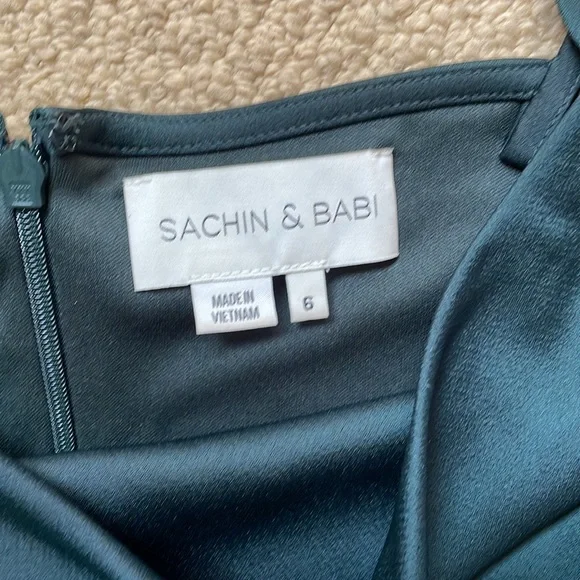 SACHIN & BABI
MADE IN
VIETNAM
6